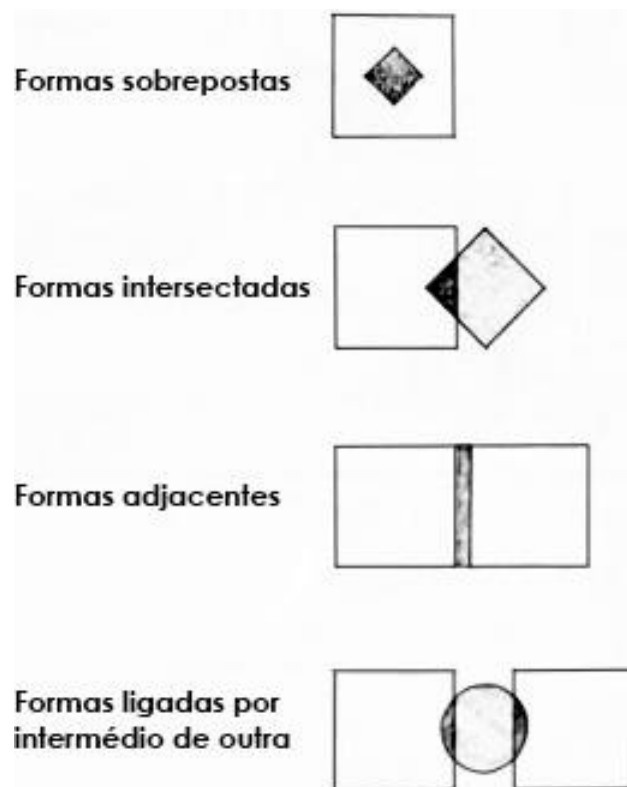 Formas sobrepostas
Formas intersectadas
Formas adjacentes
Formas ligadas por
intermédio de outra